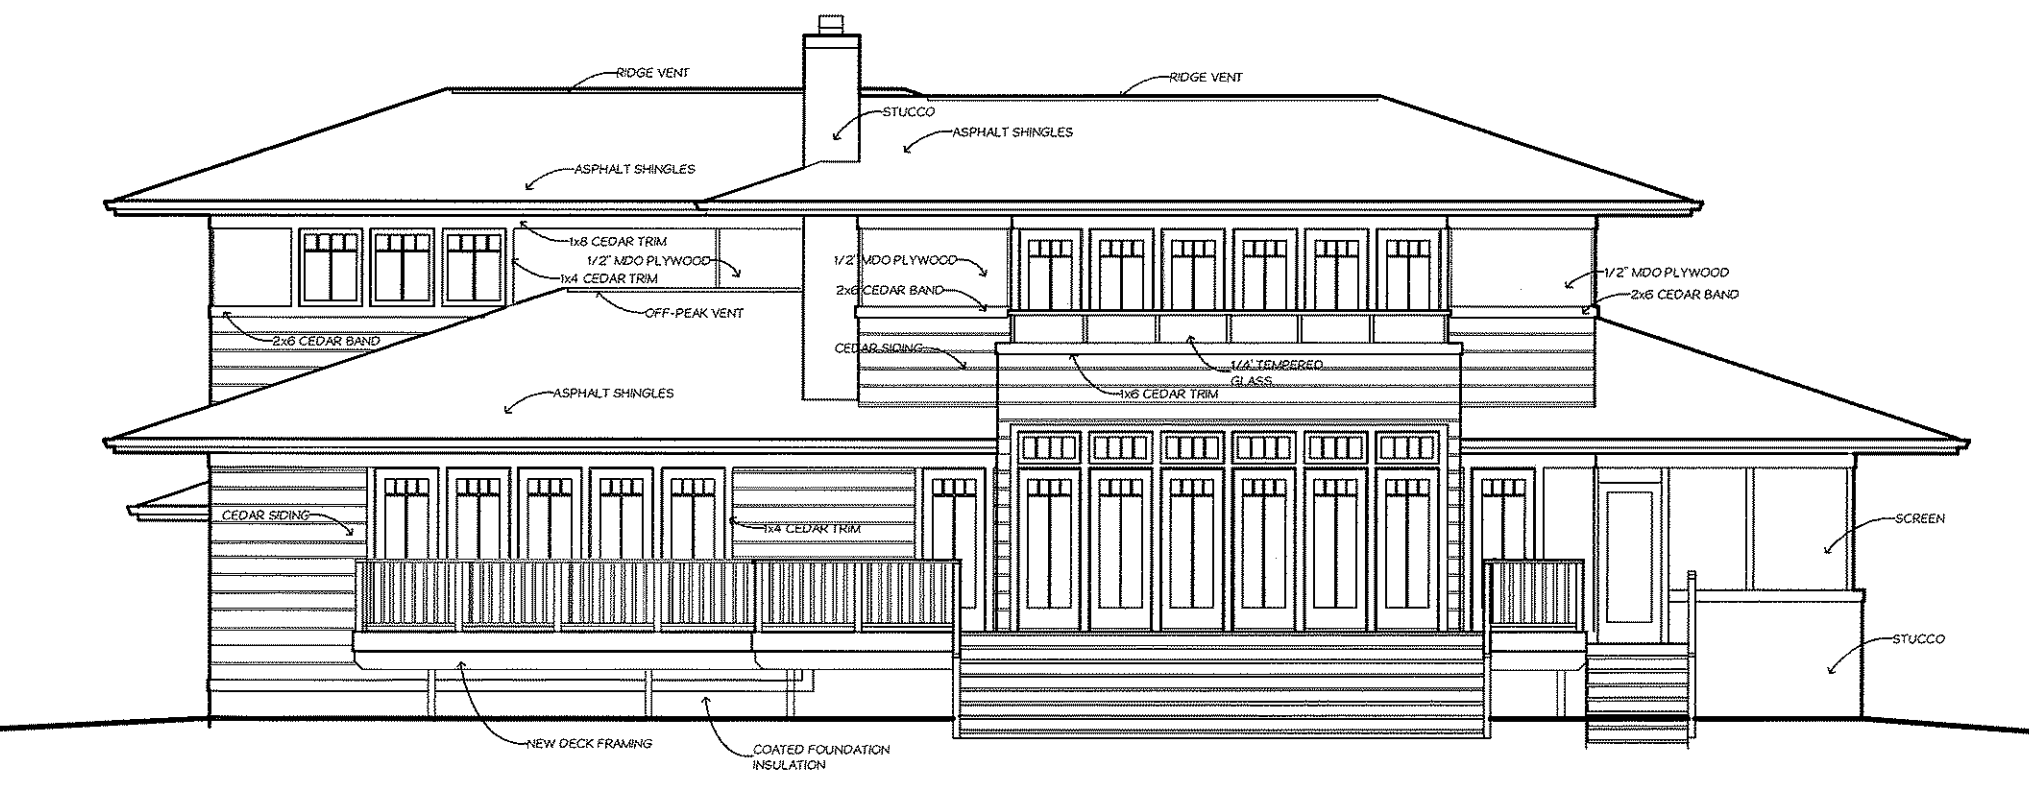 RIDGE VENT
RIDGE VENT
STUCCO
ASPHALT SHINGLES
ASPHALT SHINGLES
1x8 CEDAR TRIM
1/2" MDO PLYWOOD
1x4 CEDAR TRIM
1/2" MDO PLYWOOD
1/2" MDO PLYWOOD
2x6 CEDAR BAND
2x6 CEDAR BAND
OFF-PEAK VENT
2x6 CEDAR BAND
CEDAR SIDING
1/4" TEMPERED
GLASS
ASPHALT SHINGLES
1x6 CEDAR TRIM
CEDAR SIDING
1x4 CEDAR TRIM
SCREEN
STUCCO
NEW DECK FRAMING
COATED FOUNDATION
INSULATION